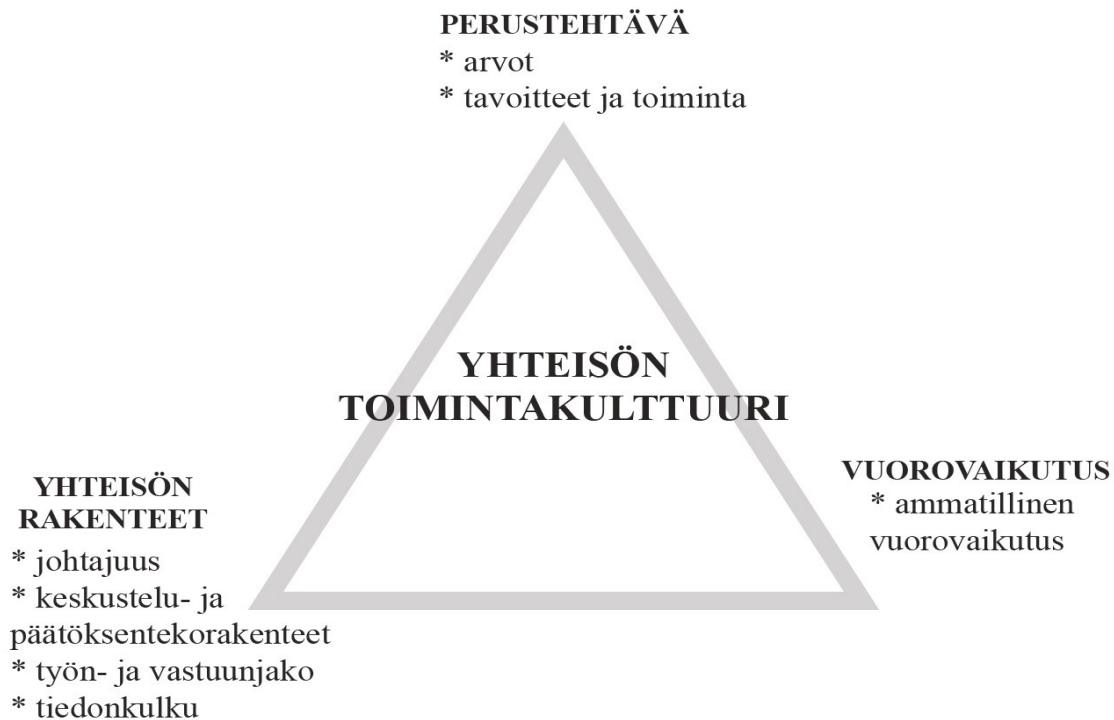 PERUSTEHTÄVÄ
* arvot
* tavoitteet ja toiminta
YHTEISÖN
TOIMINTAKULTTUURI
YHTEISÖN
RAKENTEET
* johtajuus
* keskustelu- ja
päätöksentekorakenteet
* työn- ja vastuunjako
* tiedonkulku
VUOROVAIKUTUS
* ammatillinen
vuorovaikutus